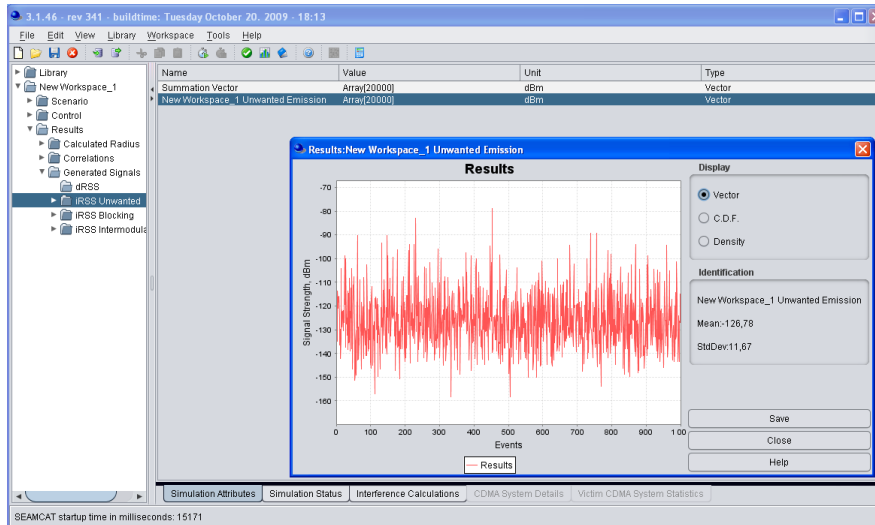 3.1.46 - rev 341 - buildtime: Tuesday October 20. 2009 - 18:13
File Edit View Library Workspace Tools Help
Library
New Workspace_1
Scenario
Control
Results
Calculated Radius
Correlations
Generated Signals
dRSS
iRSS Unwanted
iRSS Blocking
iRSS Intermodula
Name Value Unit Type
Summation Vector Array[20000] dBm Vector
New Workspace_1 Unwanted Emission Array[20000] dBm Vector
Results:New Workspace_1 Unwanted Emission
Results
Signal Strength, dBm
-70
-80
-90
-100
-110
-120
-130
-140
-150
-160
0 100 200 300 400 500 600 700 800 900 1 00
Events
Results
Display
Vector
C.D.F.
Density
Identification
New Workspace_1 Unwanted Emission
Mean:-126,78
StdDev:11,67
Save
Close
Help
Simulation Attributes Simulation Status Interference Calculations CDMA System Details Victim CDMA System Statistics
SEAMCAT startup time in milliseconds: 15171